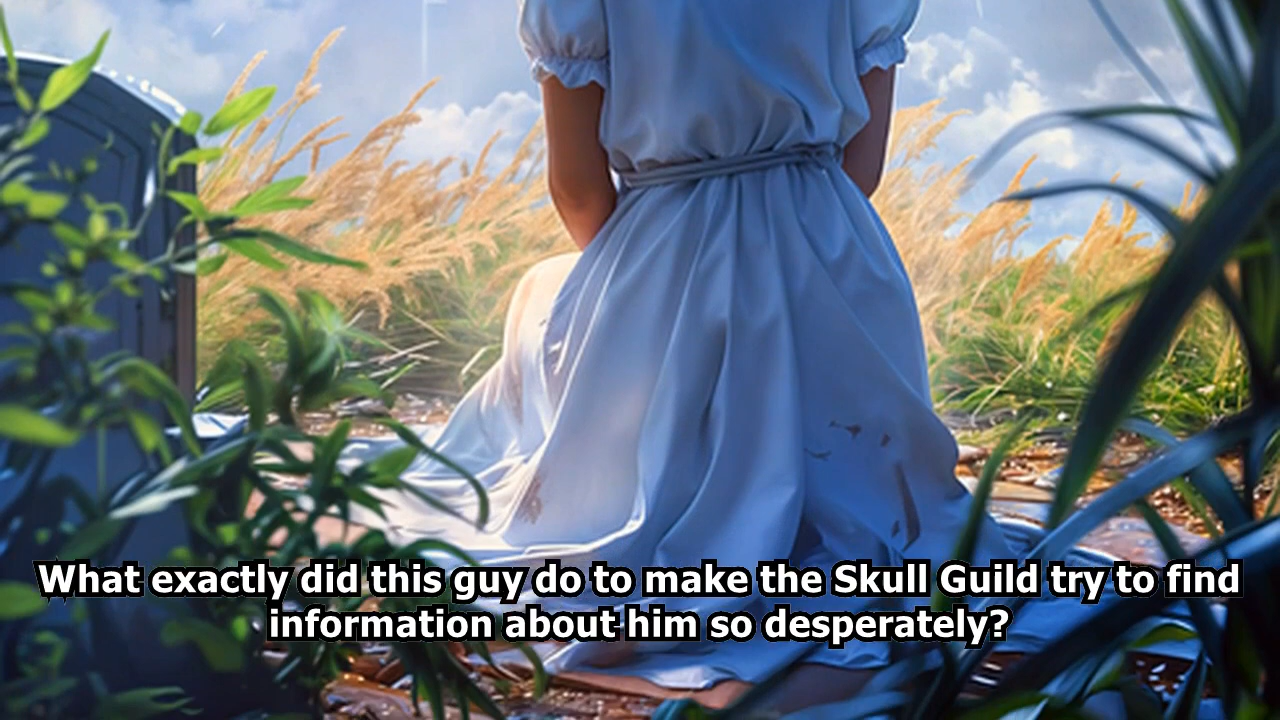 What exactly did this guy do to make the Skull Guild try to find
information about him so desperately?